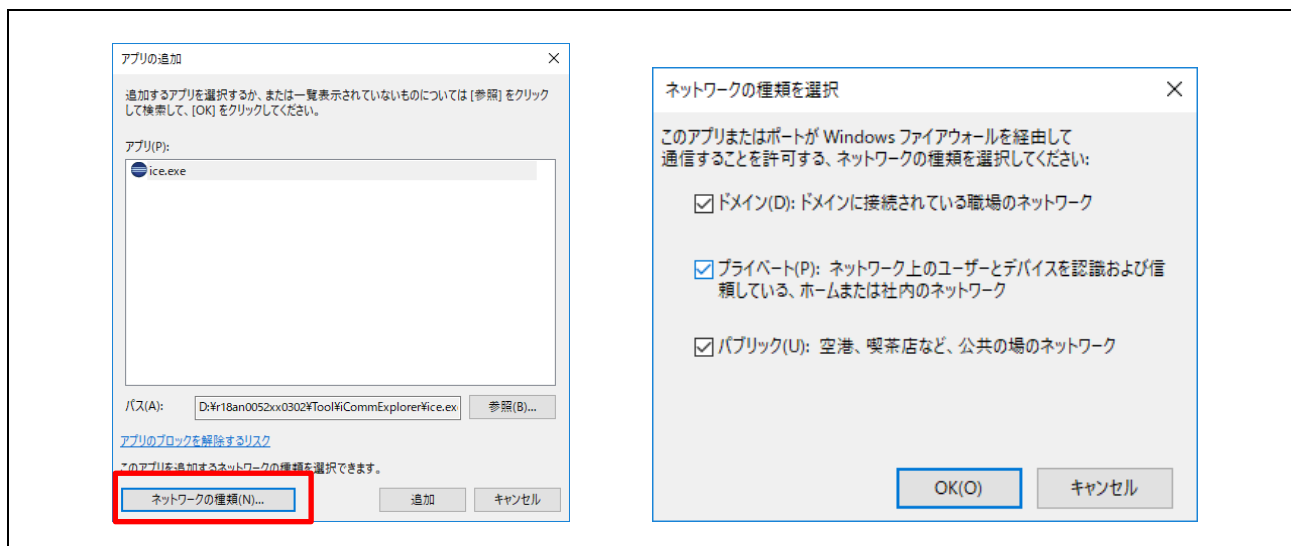 アプリの追加
追加するアプリを選択するか、または一覧表示されていないものについては [参照] をクリック
して検索して、[OK] をクリックしてください。
アプリ(P):
ice.exe
パス(A):
D:¥r18an0052xx0302¥Tool¥iCommExplorer¥ice.ex
参照(B)...
アプリのブロックを解除するリスク
このアプリを追加するネットワークの種類を選択できます。
ネットワークの種類(N)...
追加
キャンセル
ネットワークの種類を選択
このアプリまたはポートが Windows ファイアウォールを経由して
通信することを許可する、ネットワークの種類を選択してください:
ドメイン(D): ドメインに接続されている職場のネットワーク
プライベート(P): ネットワーク上のユーザーとデバイスを認識および信
頼している、ホームまたは社内のネットワーク
パブリック(U): 空港、喫茶店など、公共の場のネットワーク
OK(O)
キャンセル